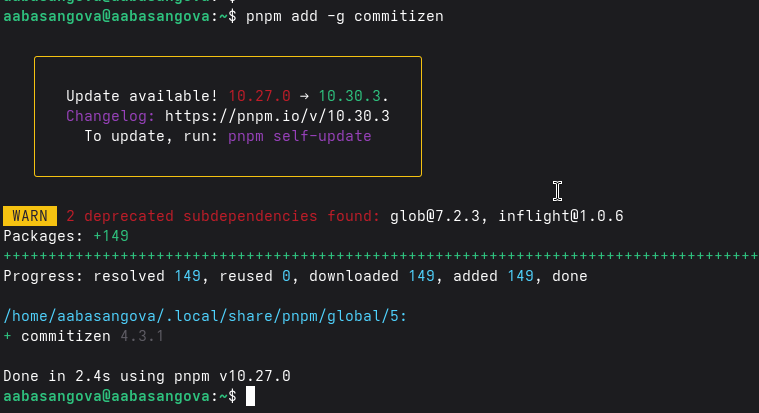 aabasangova@aabasangova:~$ pnpm add -g commitizen
Update available! 10.27.0 → 10.30.3.
Changelog: https://pnpm.io/v/10.30.3
To update, run: pnpm self-update
WARN 2 deprecated subdependencies found: glob@7.2.3, inflight@1.0.6
Packages: +149
++++++++++++++++++++++++++++++++++++++++++++++++++++++++++++++++++++++++++++++++++++
Progress: resolved 149, reused 0, downloaded 149, added 149, done
/home/aabasangova/.local/share/pnpm/global/5:
+ commitizen 4.3.1
Done in 2.4s using pnpm v10.27.0
aabasangova@aabasangova:~$